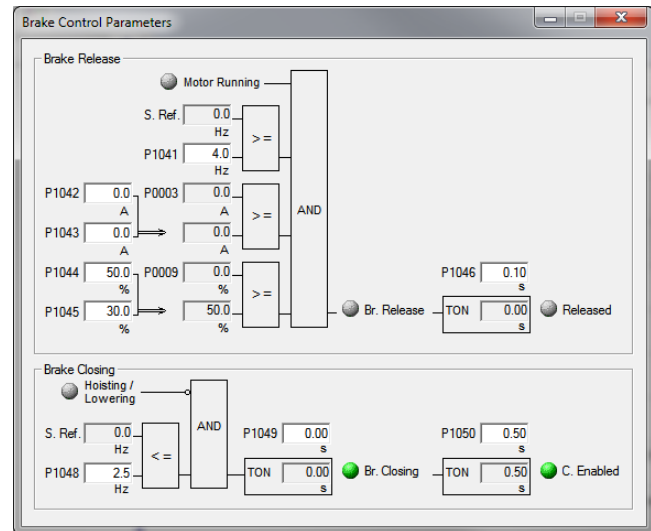 Brake Control Parameters
Brake Release
Motor Running
S. Ref. 0.0 Hz
>=
P1041 4.0 Hz
P1042 0.0 A P0003 0.0 A
>= AND
P1043 0.0 A 0.0 A
P1044 50.0 % P0009 0.0 % P1046 0.10 s
>=
P1045 30.0 % 50.0 % Br. Release TON 0.00 s Released
Brake Closing
Hoisting /
Lowering
AND
S. Ref. 0.0 Hz P1049 0.00 s P1050 0.50 s
<=
P1048 2.5 Hz TON 0.00 s Br. Closing TON 0.50 s C. Enabled